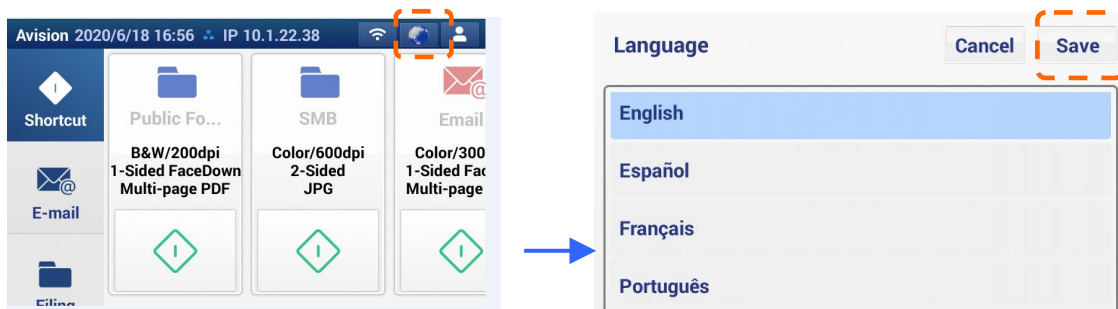 Avision 2020/6/18 16:56 IP 10.1.22.38
Shortcut
E-mail
Filing
Public Fo...
B&W/200dpi
1-Sided FaceDown
Multi-page PDF
SMB
Color/600dpi
2-Sided
JPG
Email
Color/300
1-Sided Fac
Multi-page
Language
Cancel
Save
English
Español
Français
Português